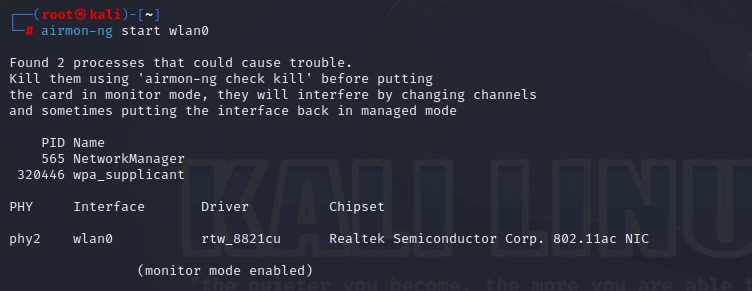 ┌──(root㉿kali)-[~]
└─# airmon-ng start wlan0
Found 2 processes that could cause trouble.
Kill them using 'airmon-ng check kill' before putting
the card in monitor mode, they will interfere by changing channels
and sometimes putting the interface back in managed mode
PID Name
565 NetworkManager
320446 wpa_supplicant
PHY Interface Driver Chipset
phy2 wlan0 rtw_8821cu Realtek Semiconductor Corp. 802.11ac NIC
(monitor mode enabled)
KALI LINU
"the quieter you become, the more you are able